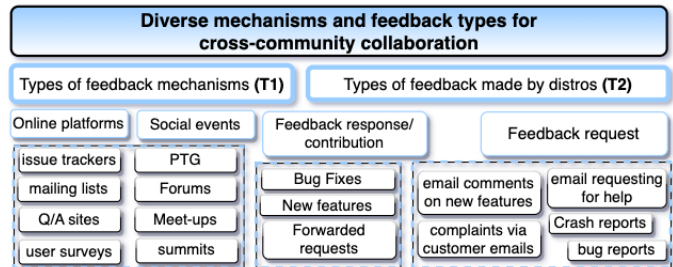 Diverse mechanisms and feedback types for
cross-community collaboration
Types of feedback mechanisms (T1)
Types of feedback made by distros (T2)
Online platforms
Social events
Feedback response/
contribution
Feedback request
issue trackers
mailing lists
Q/A sites
user surveys
PTG
Forums
Meet-ups
summits
Bug Fixes
New features
Forwarded
requests
email comments
on new features
complaints via
customer emails
email requesting
for help
Crash reports
bug reports